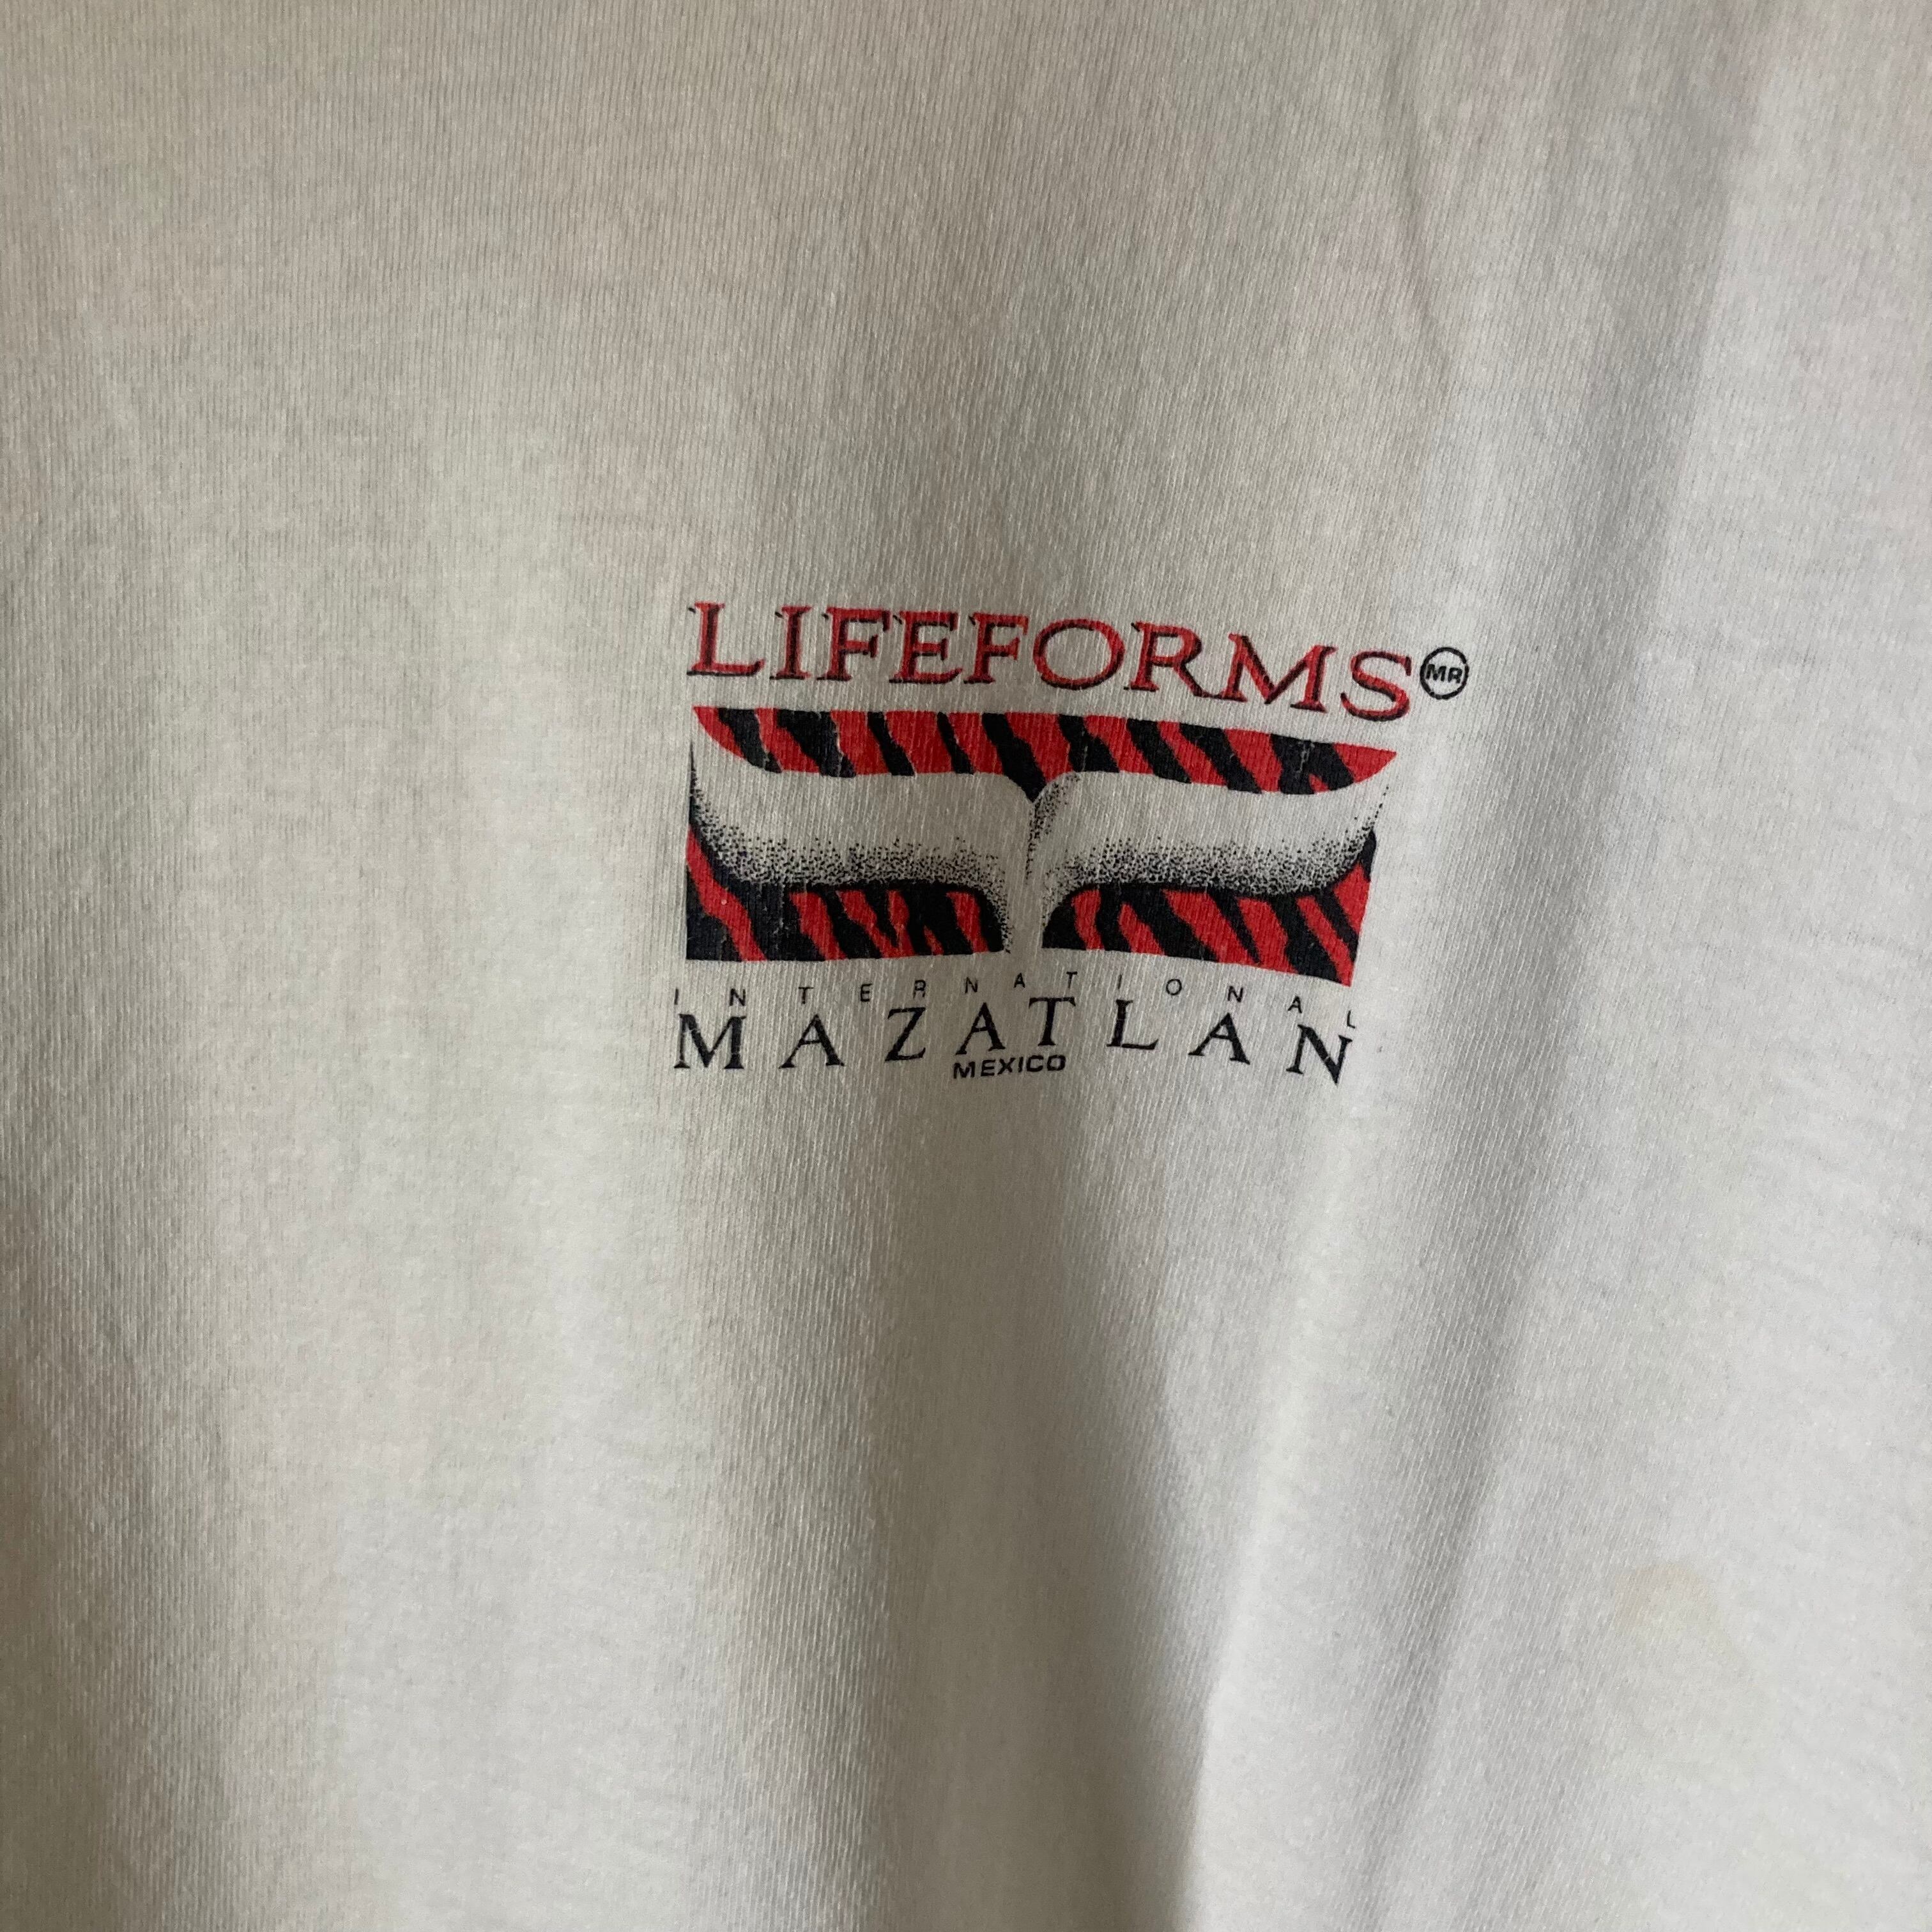 LIFEFORMS MR
INTERNATIONAL
MAZATLAN
MEXICO